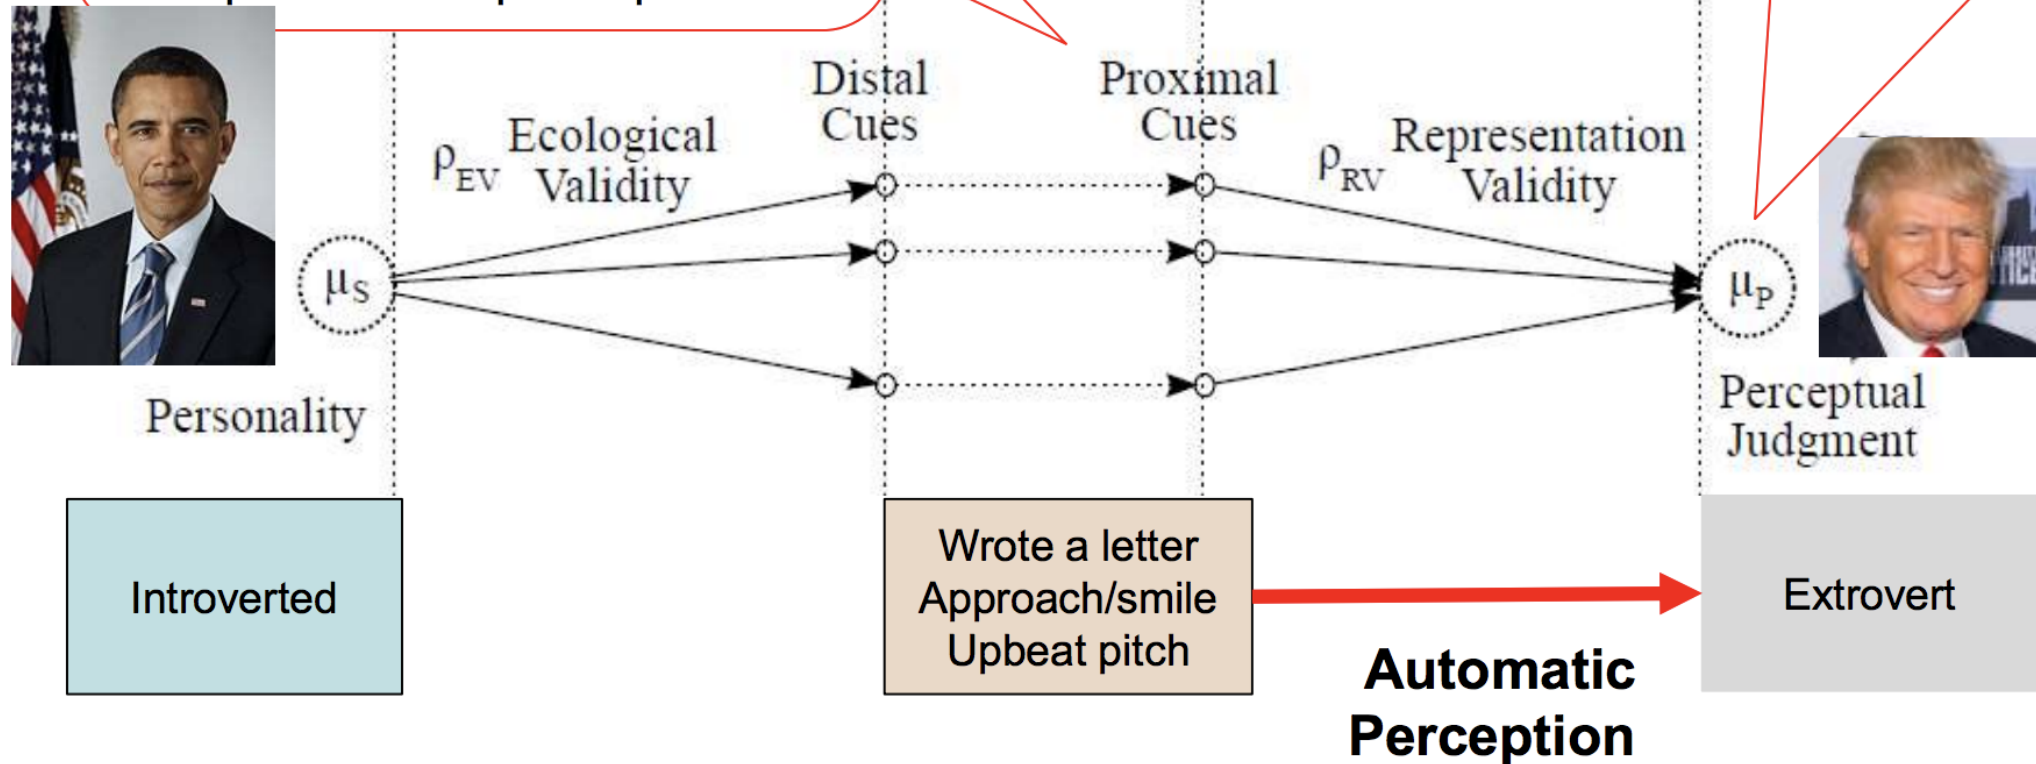 Distal
Cues
Proximal
Cues
ρEV
Ecological
Validity
ρRV
Representation
Validity
μS
μP
Personality
Perceptual
Judgment
Introverted
Wrote a letter
Approach/smile
Upbeat pitch
Extrovert
Automatic
Perception